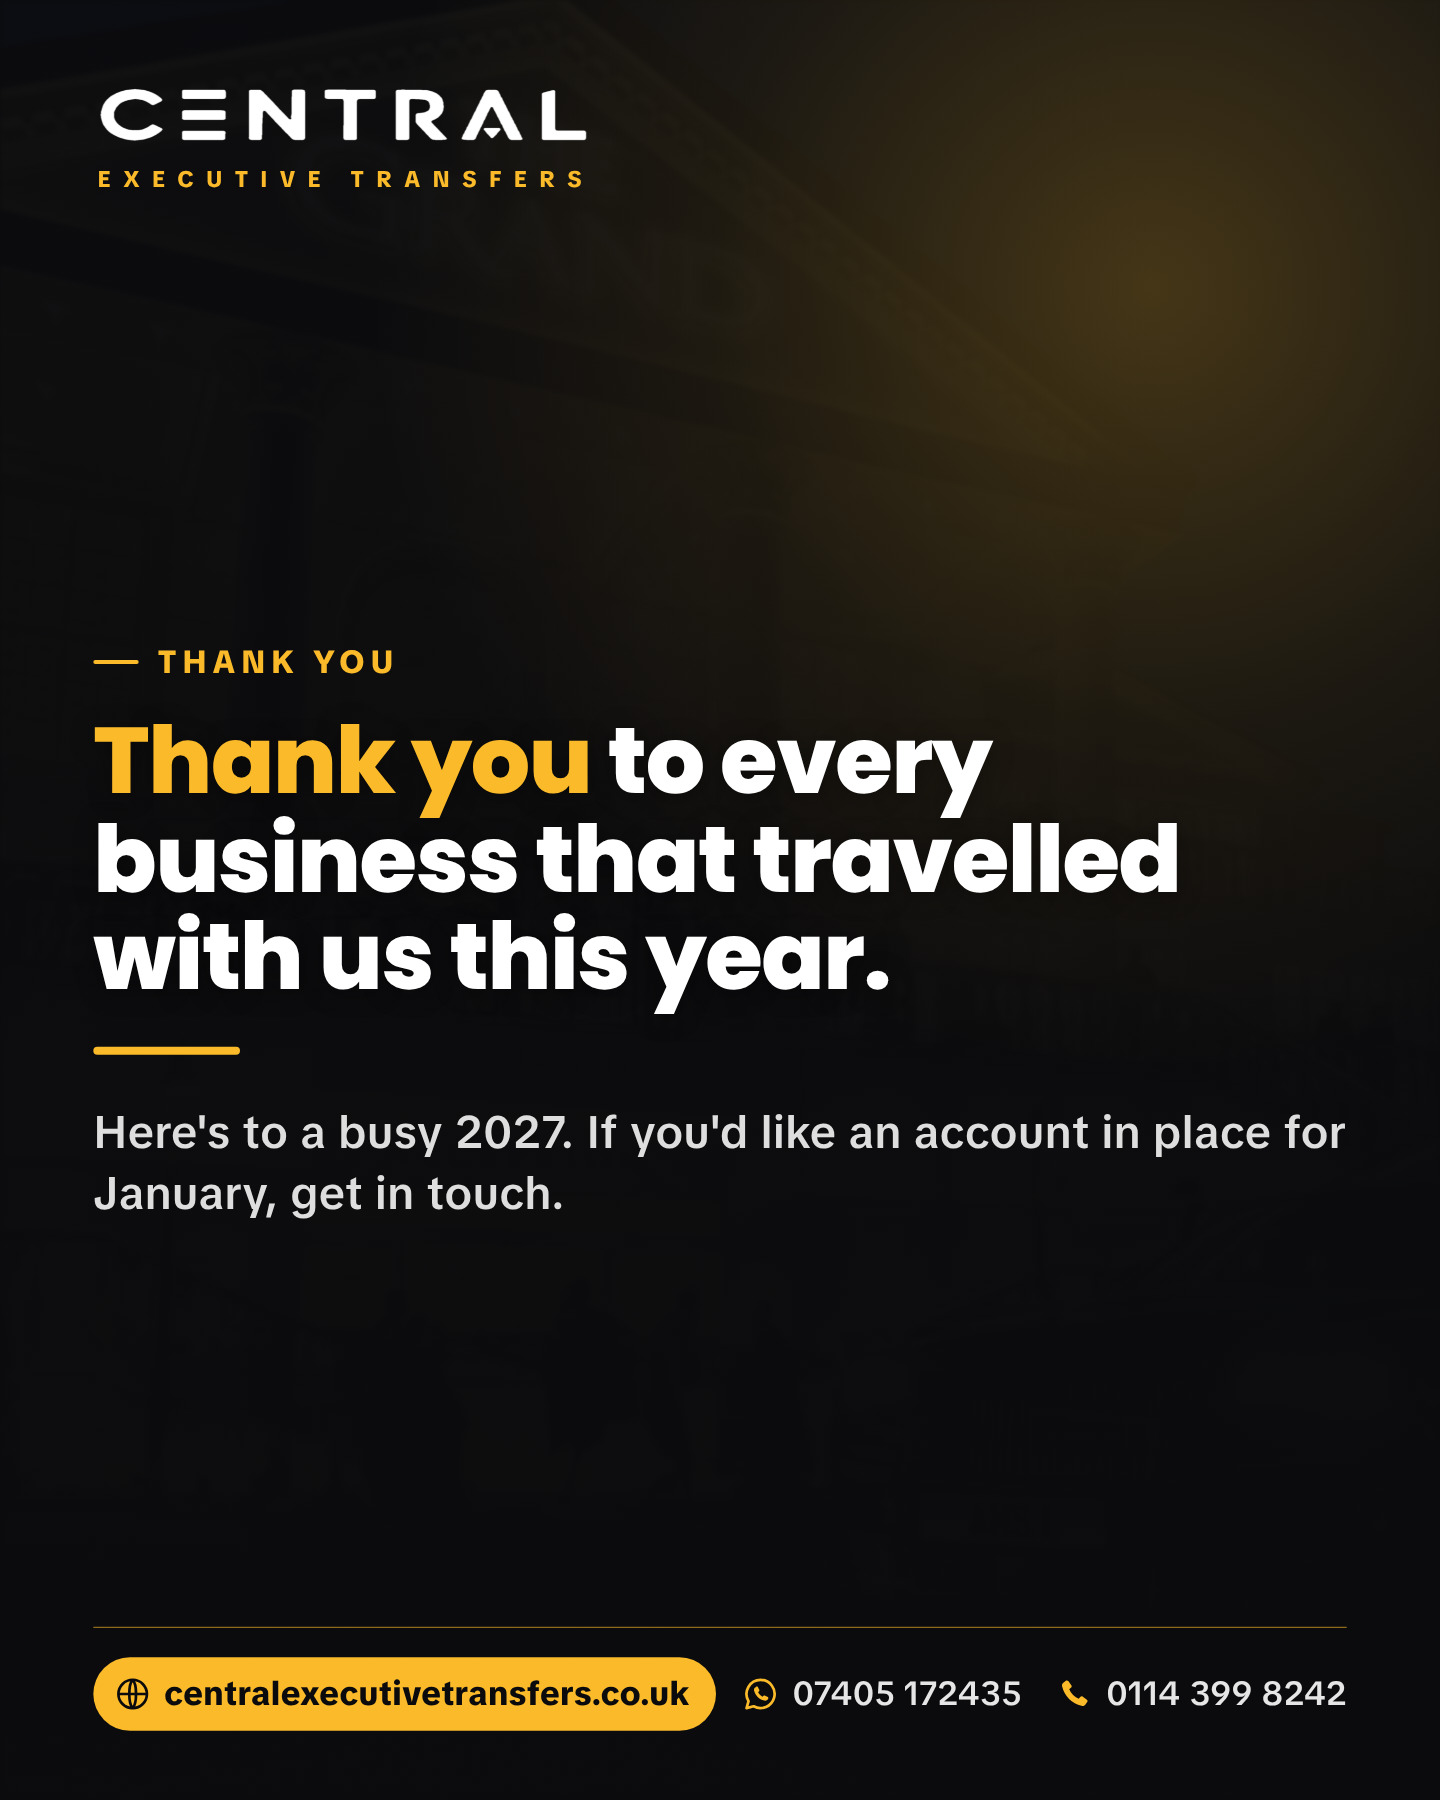 CENTRAL
EXECUTIVE TRANSFERS
GRAND
THANK YOU
Thank you to every
business that travelled
with us this year.
Here's to a busy 2027. If you'd like an account in place for
January, get in touch.
centralexecutivetransfers.co.uk 07405 172435 0114 399 8242